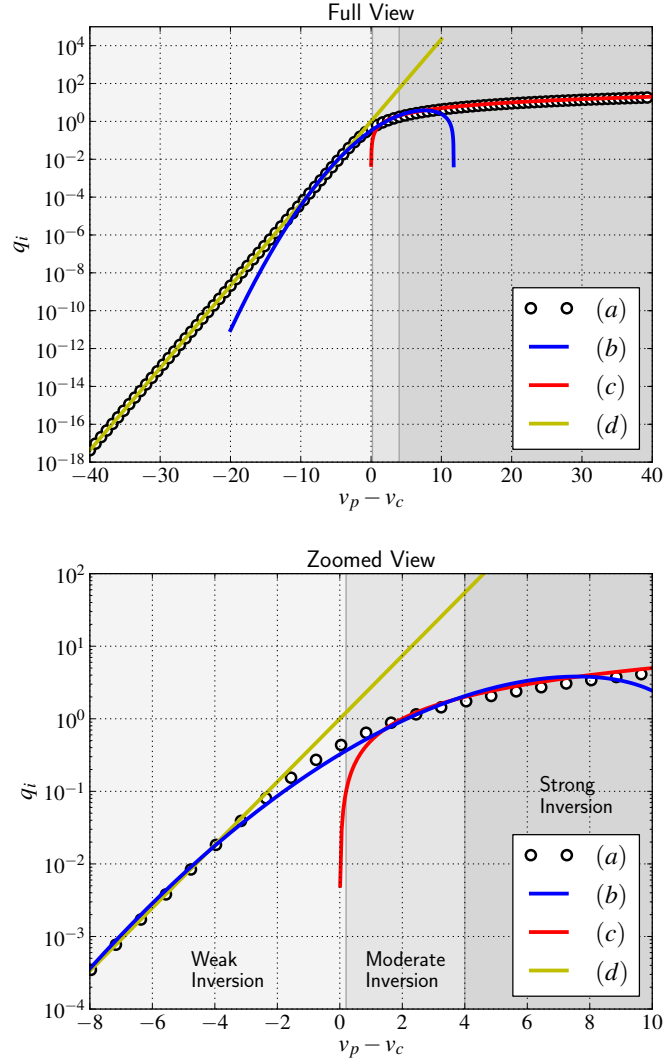 Full View
10^4
10^2
10^0
10^−2
10^−4
10^−6
10^−8
10^−10
10^−12
10^−14
10^−16
10^−18
q_i
(a)
(b)
(c)
(d)
−40 −30 −20 −10 0 10 20 30 40
v_p − v_c
Zoomed View
10^2
10^1
10^0
10^−1
10^−2
10^−3
10^−4
q_i
Strong
Inversion
(a)
(b)
(c)
(d)
Weak
Inversion
Moderate
Inversion
−8 −6 −4 −2 0 2 4 6 8 10
v_p − v_c